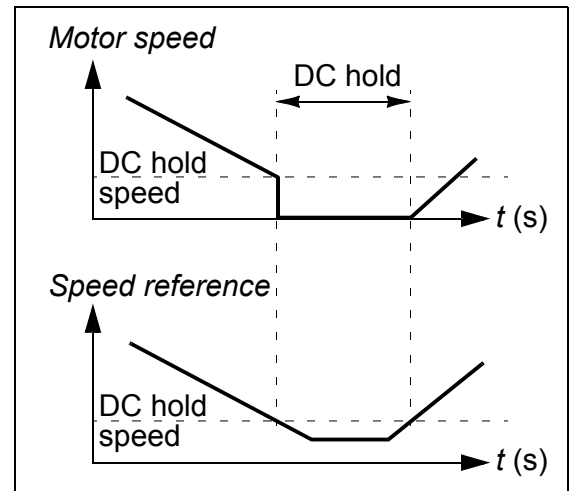 Motor speed
DC hold
DC hold
speed
t (s)
Speed reference
DC hold
speed
t (s)